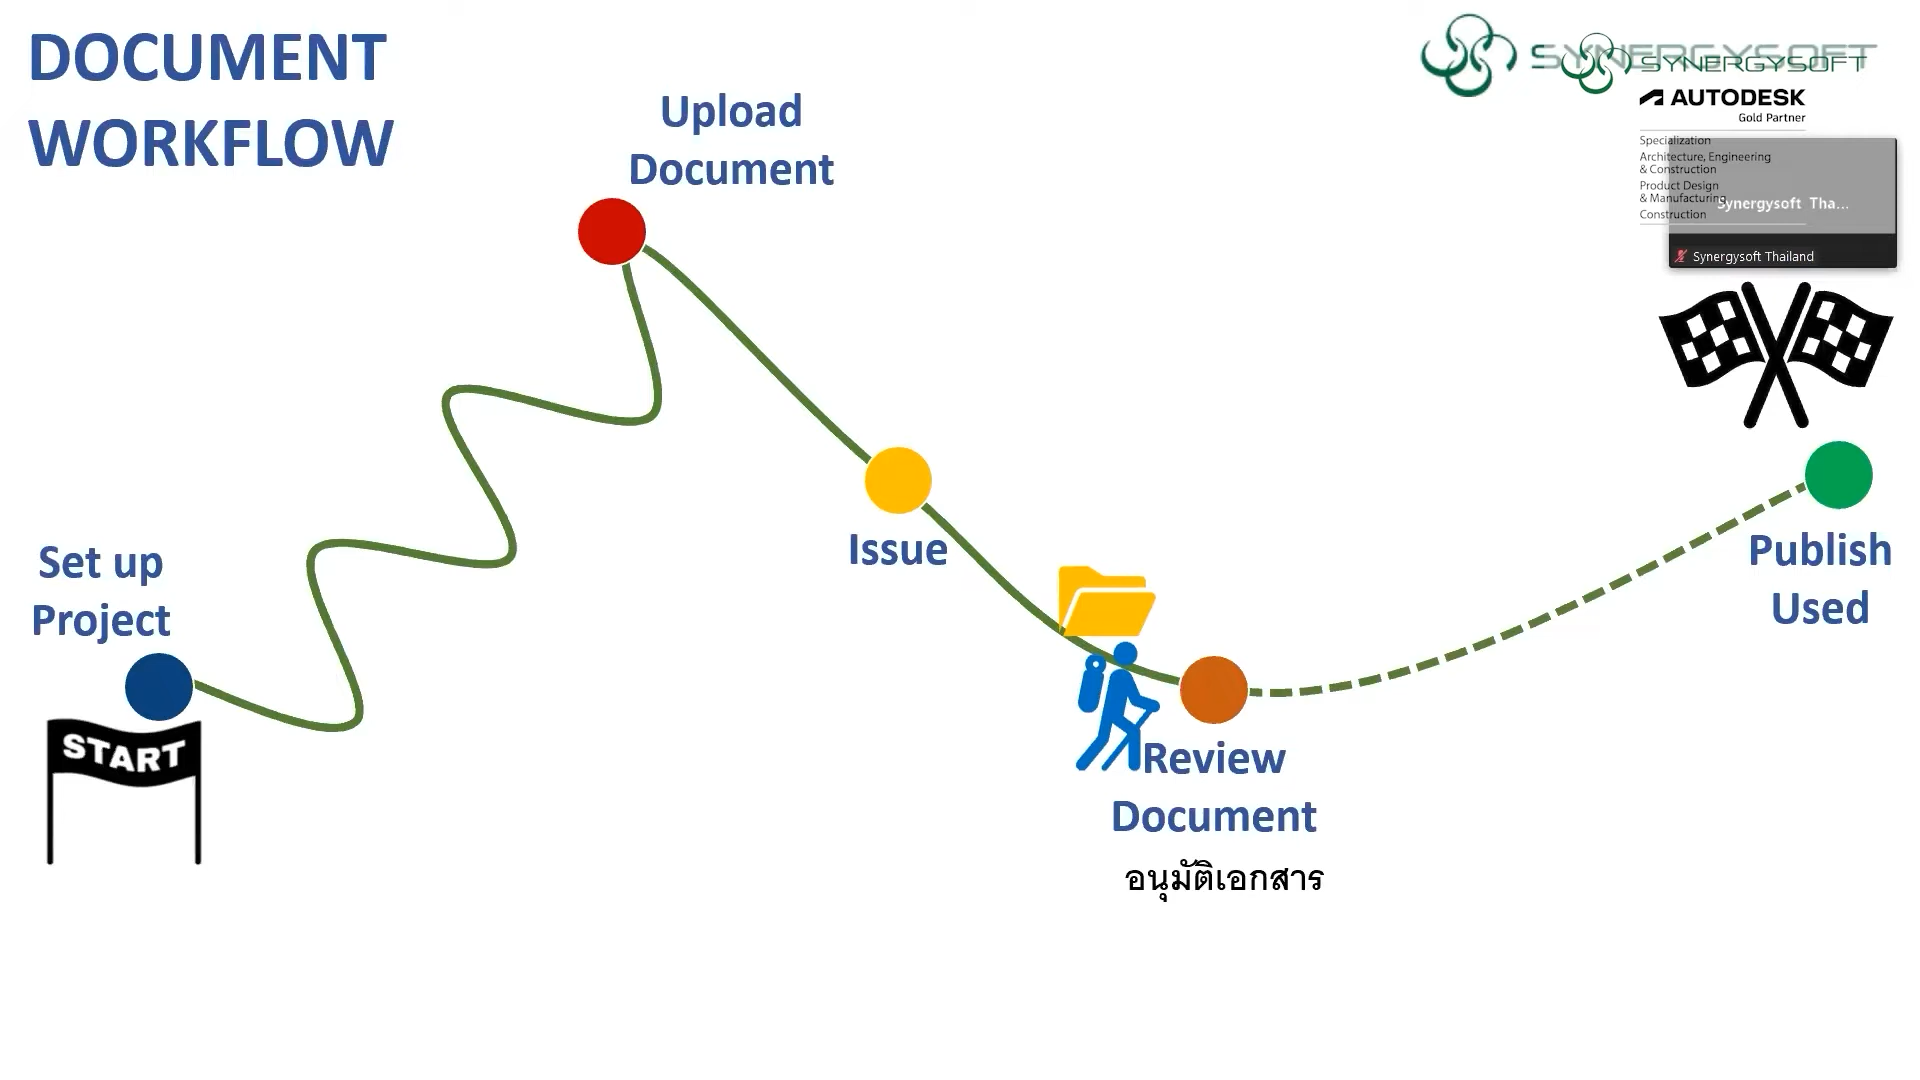 DOCUMENT
WORKFLOW
Upload
Document
SYNERGYSOFT
SYNERGYSOFT
AUTODESK
Gold Partner
Specialization
Architecture, Engineering
& Construction
Product Design
& Manufacturing
Construction
Synergysoft Tha...
Synergysoft Thailand
Set up
Project
START
Issue
Review
Document
อนุมัติเอกสาร
Publish
Used